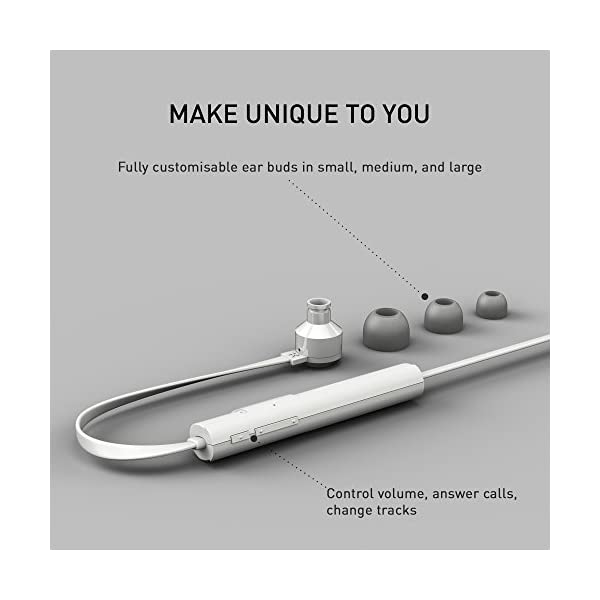 MAKE UNIQUE TO YOU
Fully customisable ear buds in small, medium, and large
Control volume, answer calls,
change tracks